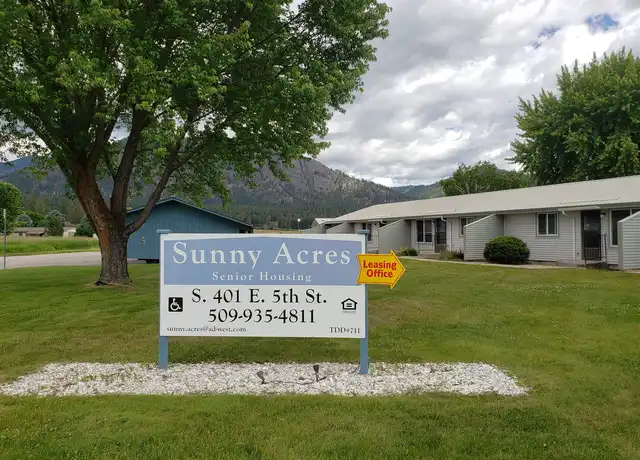 Sunny Acres
Senior Housing
Leasing
Office
S. 401 E. 5th St.
509-935-4811
sunny.acres@ad-west.com
TDD#711